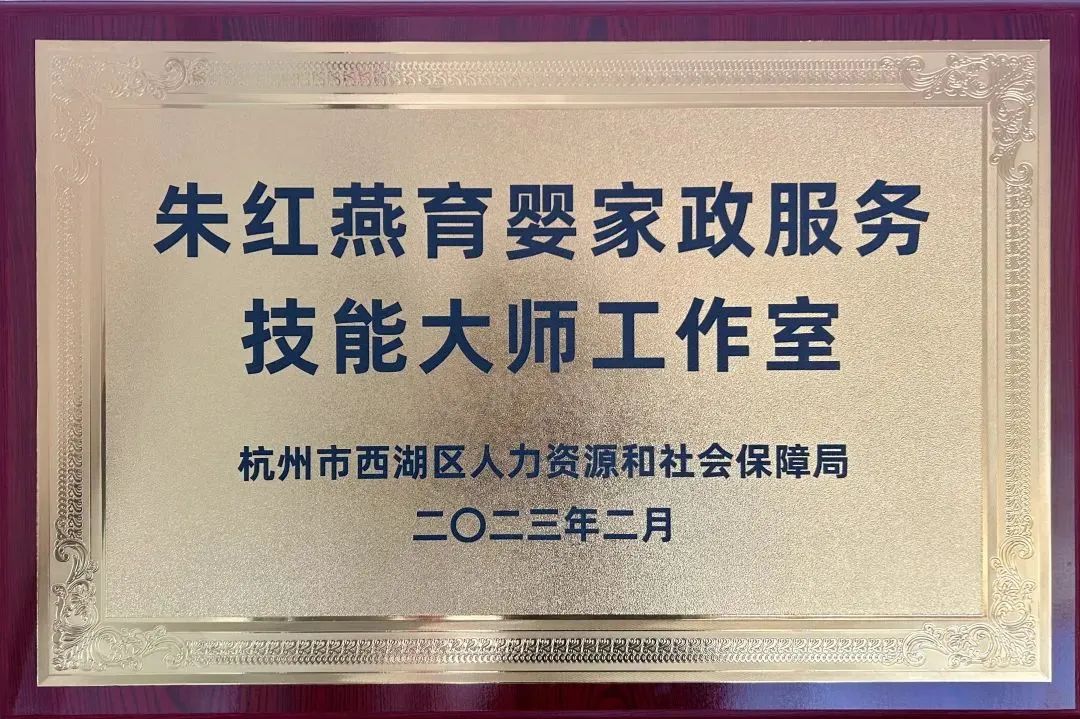 朱红燕育婴家政服务
技能大师工作室
杭州市西湖区人力资源和社会保障局
二〇二三年二月